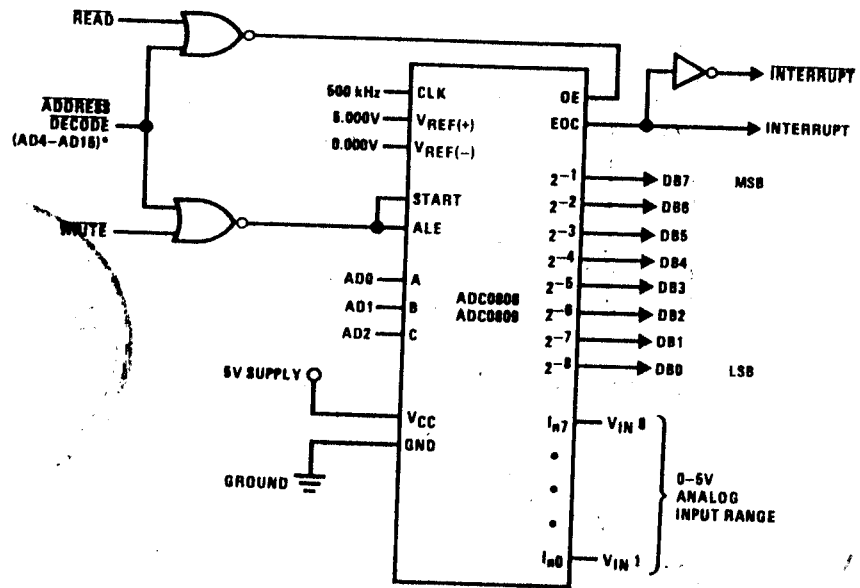 READ
ADDRESS
DECODE
(AD4–AD15)*
WRITE
500 kHz
CLK
5.000V
VREF(+)
0.000V
VREF(−)
START
ALE
AD0
A
AD1
B
AD2
C
5V SUPPLY
VCC
GND
GROUND
ADC0808
ADC0809
OE
EOC
INTERRUPT
INTERRUPT
2−1 DB7 MSB
2−2 DB6
2−3 DB5
2−4 DB4
2−5 DB3
2−6 DB2
2−7 DB1
2−8 DB0 LSB
In7 VIN 8
0–5V
ANALOG
INPUT RANGE
In0 VIN 1